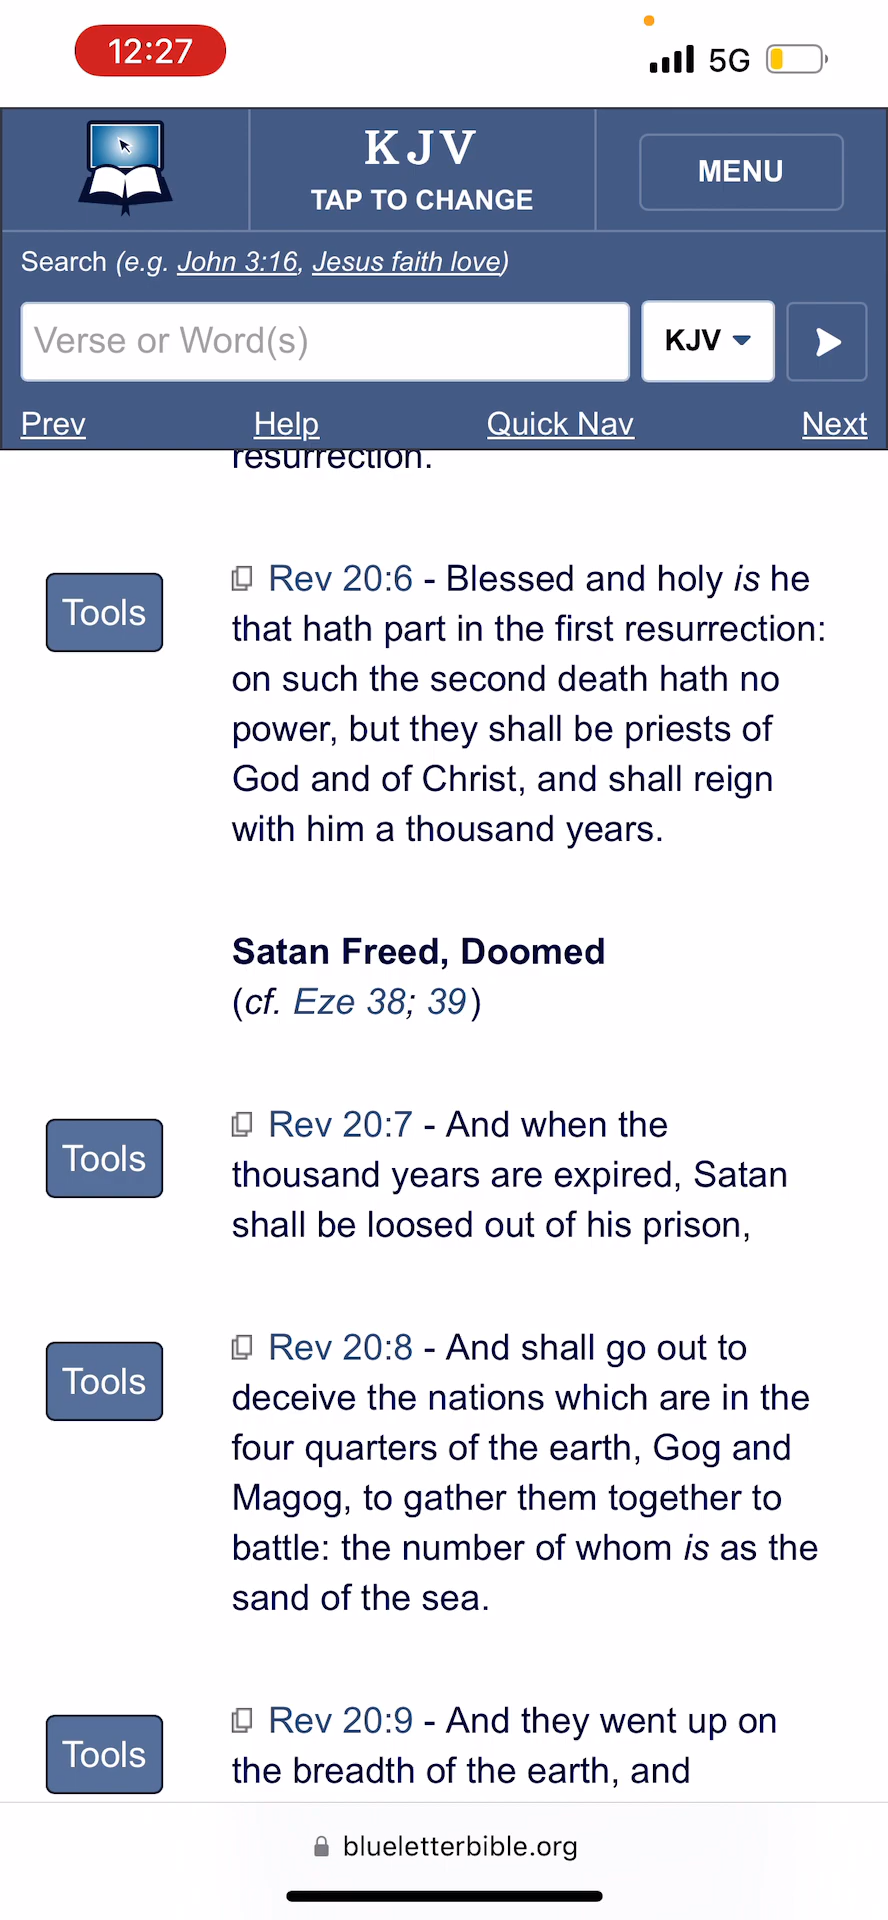 12:27
5G
KJV
TAP TO CHANGE
MENU
Search (e.g. John 3:16, Jesus faith love)
Verse or Word(s)
KJV
Prev
Help
Quick Nav
Next
resurrection.
Tools
Rev 20:6 - Blessed and holy is he
that hath part in the first resurrection:
on such the second death hath no
power, but they shall be priests of
God and of Christ, and shall reign
with him a thousand years.
Satan Freed, Doomed
(cf. Eze 38; 39)
Tools
Rev 20:7 - And when the
thousand years are expired, Satan
shall be loosed out of his prison,
Tools
Rev 20:8 - And shall go out to
deceive the nations which are in the
four quarters of the earth, Gog and
Magog, to gather them together to
battle: the number of whom is as the
sand of the sea.
Tools
Rev 20:9 - And they went up on
the breadth of the earth, and
blueletterbible.org